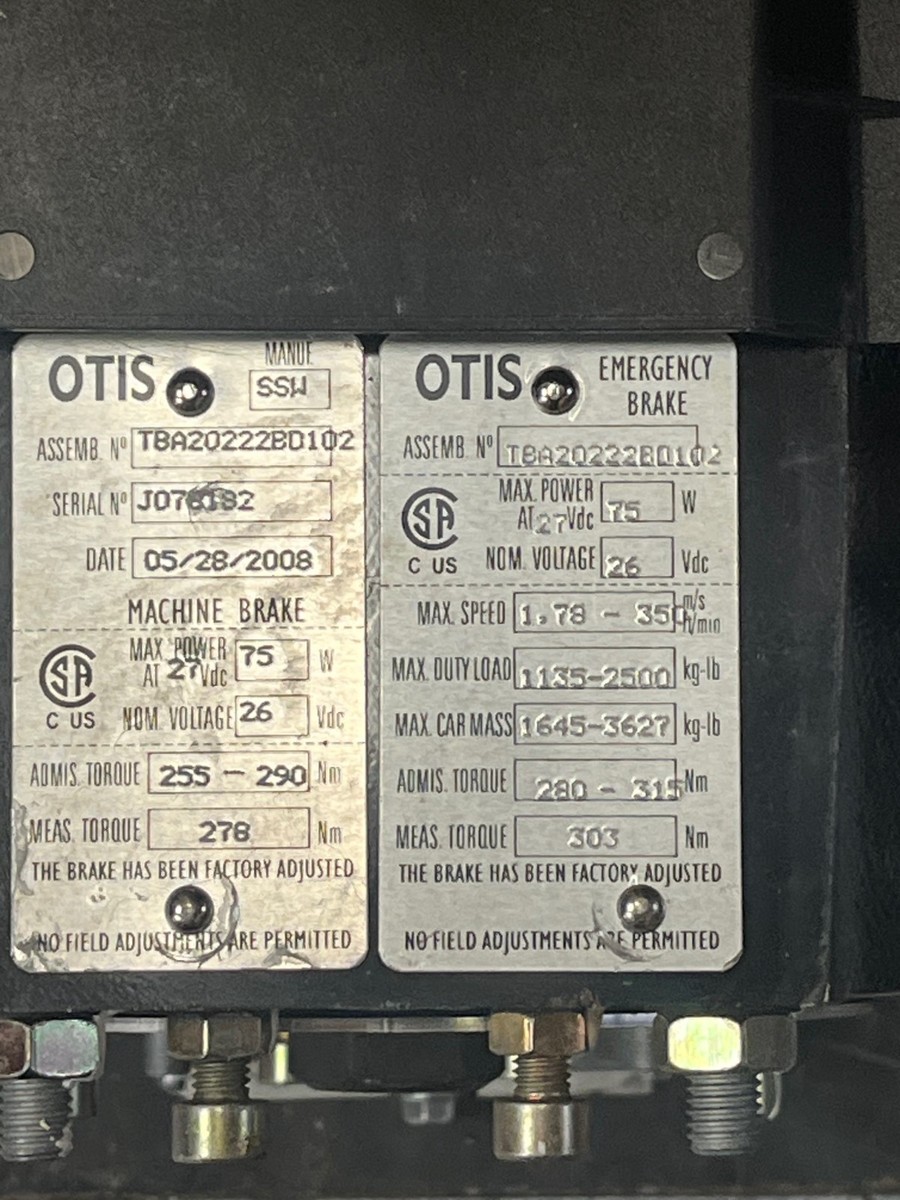 OTIS
MANUF
SSW
ASSEMB. Nº TBA20222BD102
SERIAL Nº
DATE 05/28/2008
MACHINE BRAKE
SA
C US
MAX. POWER 75 W
AT 27 Vdc
NOM. VOLTAGE 26 Vdc
ADMIS. TORQUE 255 - 290 Nm
MEAS. TORQUE 278 Nm
THE BRAKE HAS BEEN FACTORY ADJUSTED
NO FIELD ADJUSTMENTS ARE PERMITTED
OTIS
EMERGENCY
BRAKE
ASSEMB. Nº TBA20222BD102
SA
C US
MAX. POWER 75 W
AT 27 Vdc
NOM. VOLTAGE 26 Vdc
MAX. SPEED 1.78 - 350 m/s
ft/min
MAX. DUTY LOAD 1135-2500 kg-lb
MAX. CAR MASS 1645-3627 kg-lb
ADMIS. TORQUE 280 - 315 Nm
MEAS. TORQUE 303 Nm
THE BRAKE HAS BEEN FACTORY ADJUSTED
NO FIELD ADJUSTMENTS ARE PERMITTED